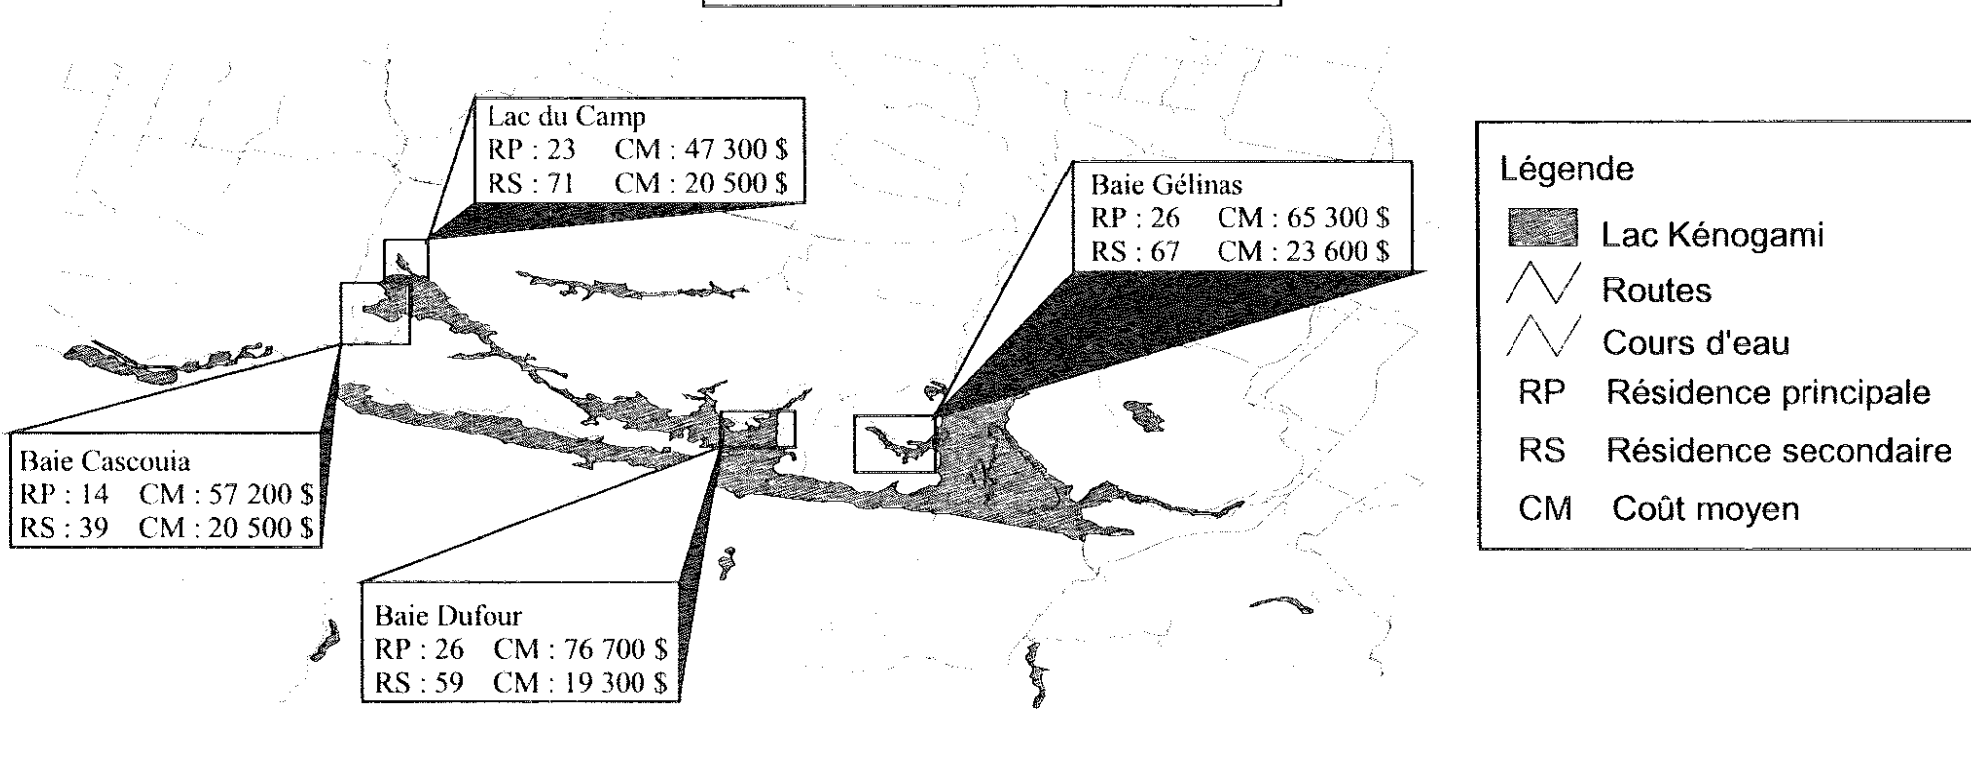 Lac du Camp
RP : 23 CM : 47 300 $
RS : 71 CM : 20 500 $
Baie Gélinas
RP : 26 CM : 65 300 $
RS : 67 CM : 23 600 $
Baie Cascouia
RP : 14 CM : 57 200 $
RS : 39 CM : 20 500 $
Baie Dufour
RP : 26 CM : 76 700 $
RS : 59 CM : 19 300 $
Légende
Lac Kénogami
Routes
Cours d'eau
RP Résidence principale
RS Résidence secondaire
CM Coût moyen